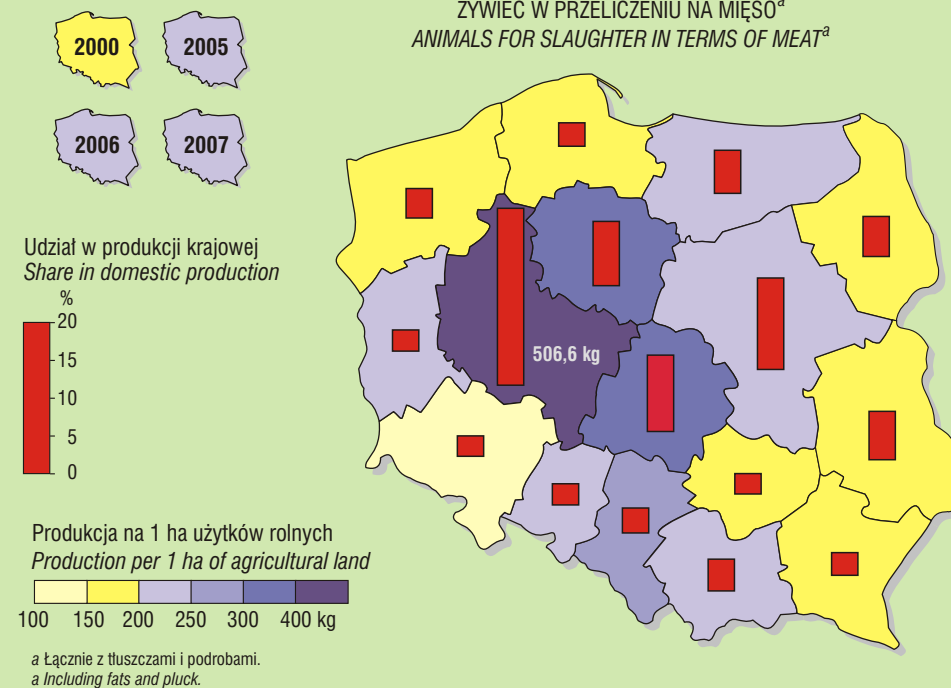 ŻYWIEC W PRZELICZENIU NA MIĘSOa
ANIMALS FOR SLAUGHTER IN TERMS OF MEATa
2000
2005
2006
2007
Udział w produkcji krajowej
Share in domestic production
%
20
15
10
5
0
506,6 kg
Produkcja na 1 ha użytków rolnych
Production per 1 ha of agricultural land
100 150 200 250 300 400 kg
a Łącznie z tłuszczami i podrobami.
a Including fats and pluck.